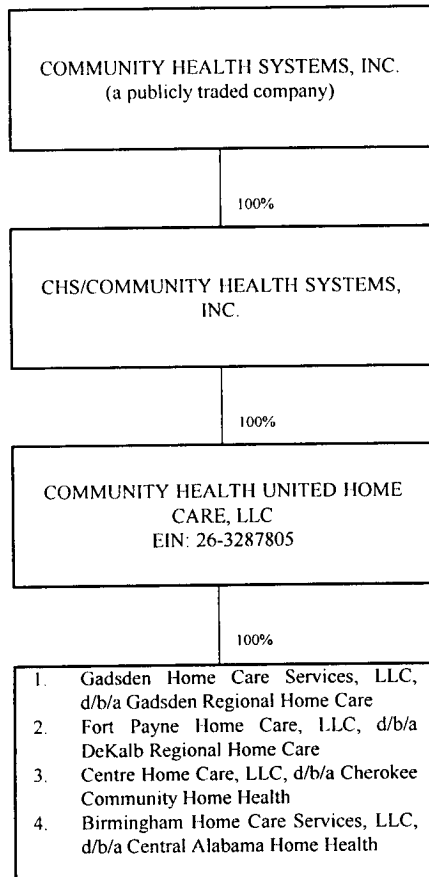 COMMUNITY HEALTH SYSTEMS, INC.
(a publicly traded company)
100%
CHS/COMMUNITY HEALTH SYSTEMS,
INC.
100%
COMMUNITY HEALTH UNITED HOME
CARE, LLC
EIN: 26-3287805
100%
1. Gadsden Home Care Services, LLC,
d/b/a Gadsden Regional Home Care
2. Fort Payne Home Care, LLC, d/b/a
DeKalb Regional Home Care
3. Centre Home Care, LLC, d/b/a Cherokee
Community Home Health
4. Birmingham Home Care Services, LLC,
d/b/a Central Alabama Home Health